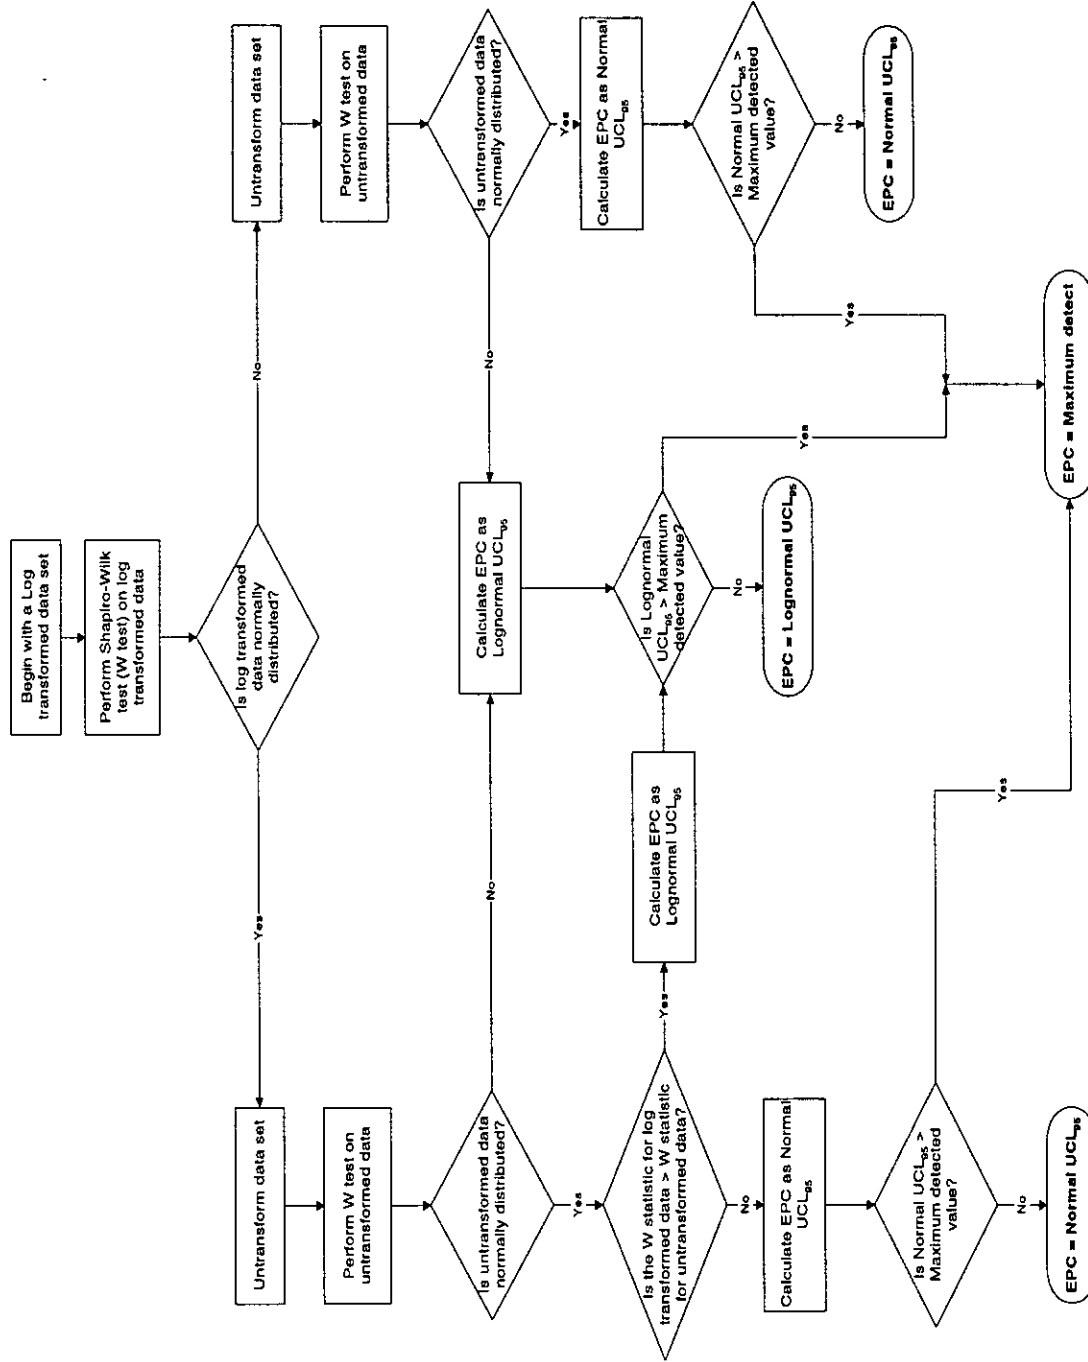 Begin with a Log
transformed data set
Perform Shapiro-Wilk
test (W test) on log
transformed data
Is log transformed
data normally
distributed?
Yes
No
Untransform data set
Untransform data set
Perform W test on
untransformed data
Perform W test on
untransformed data
Is untransformed data
normally distributed?
Is untransformed data
normally distributed?
No
No
Yes
Yes
Calculate EPC as
Lognormal UCL95
Calculate EPC as Normal
UCL95
Is the W statistic for log
transformed data > W statistic
for untransformed data?
Yes
No
Calculate EPC as
Lognormal UCL95
Is Lognormal
UCL95 > Maximum
detected value?
Yes
No
Is Normal UCL95 >
Maximum detected
value?
Yes
No
Calculate EPC as Normal
UCL95
EPC = Lognormal UCL95
EPC = Normal UCL95
Is Normal UCL95 >
Maximum detected
value?
Yes
No
EPC = Normal UCL95
EPC = Maximum detect